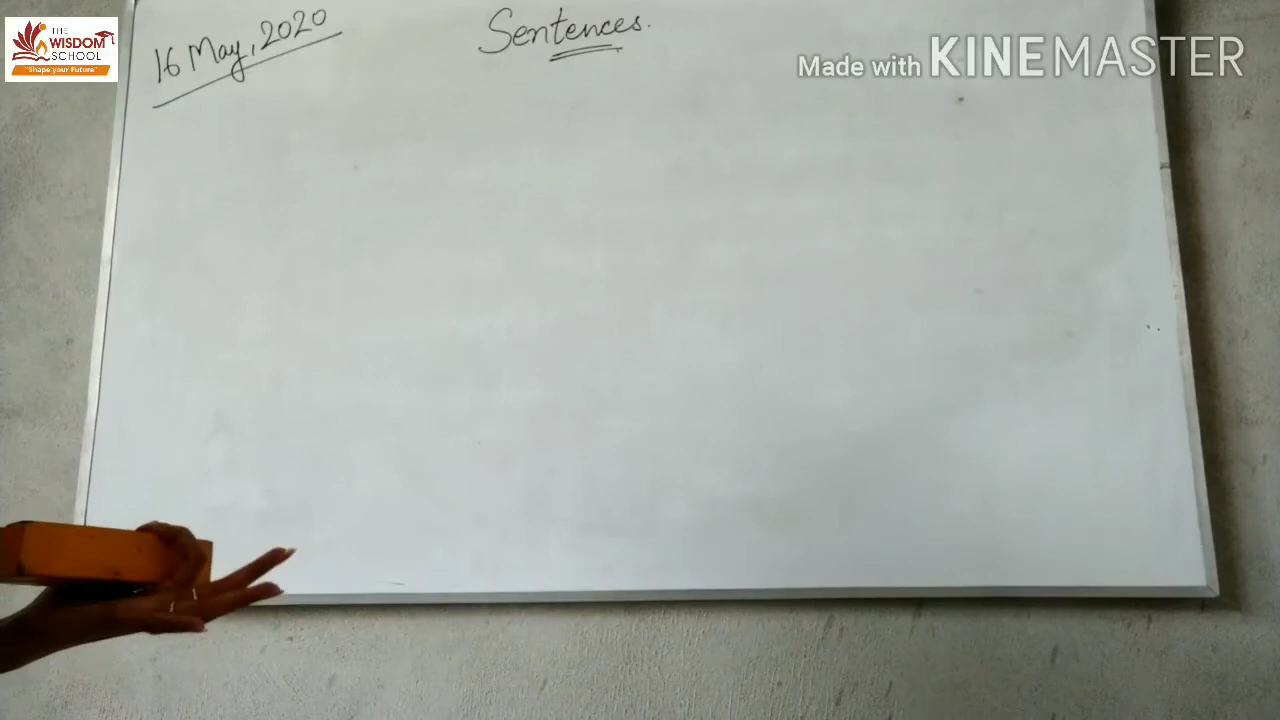 THE
WISDOM
SCHOOL
"Shape your Future"
16 May, 2020
Sentences.
Made with KINEMASTER